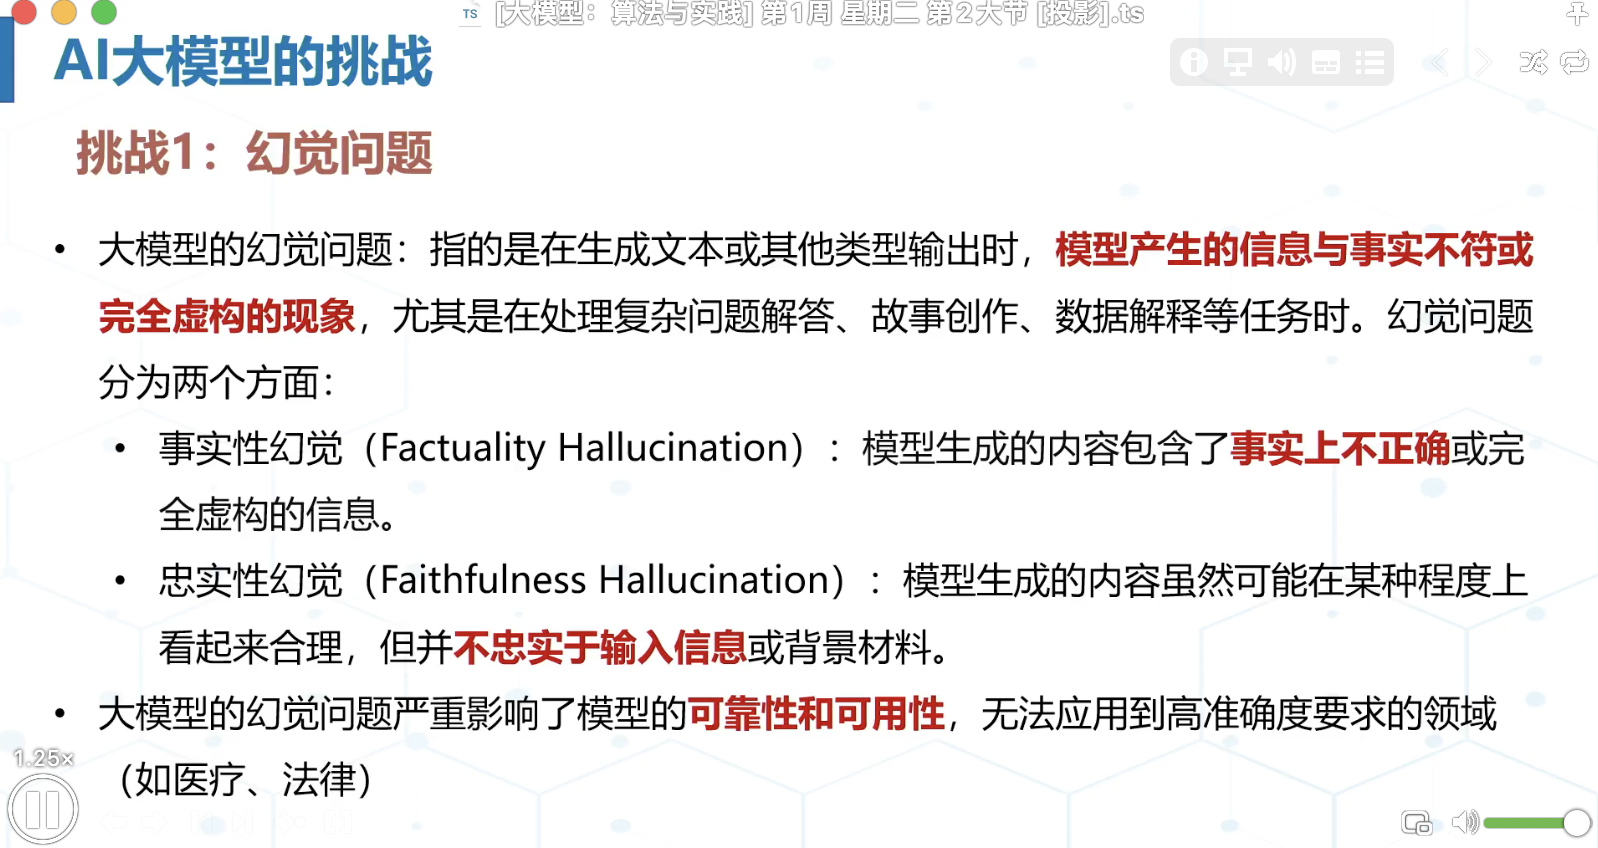 TS [大模型：算法与实践] 第1周 星期二 第2大节 [投影].ts
AI大模型的挑战
挑战1：幻觉问题
• 大模型的幻觉问题：指的是在生成文本或其他类型输出时，模型产生的信息与事实不符或
完全虚构的现象，尤其是在处理复杂问题解答、故事创作、数据解释等任务时。幻觉问题
分为两个方面：
• 事实性幻觉（Factuality Hallucination）：模型生成的内容包含了事实上不正确或完
全虚构的信息。
• 忠实性幻觉（Faithfulness Hallucination）：模型生成的内容虽然可能在某种程度上
看起来合理，但并不忠实于输入信息或背景材料。
• 大模型的幻觉问题严重影响了模型的可靠性和可用性，无法应用到高准确度要求的领域
（如医疗、法律）
1.25×